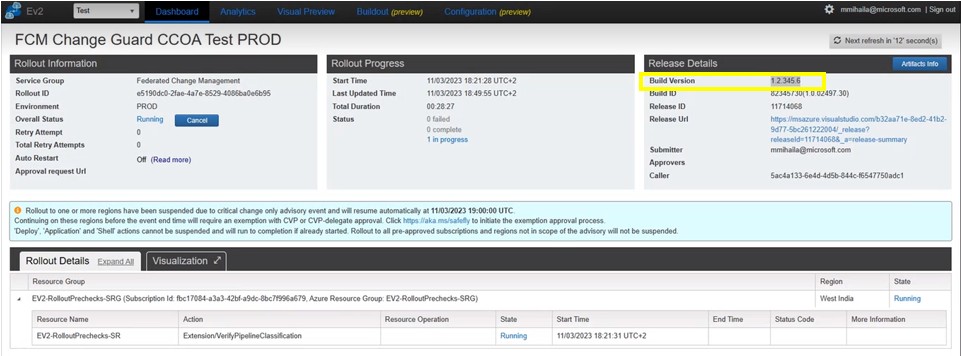 Ev2 Test Dashboard Analytics Visual Preview Buildout (preview) Configuration (preview) mmihaila@microsoft.com | Sign out
FCM Change Guard CCOA Test PROD
Next refresh in '12' second(s)
Rollout Information
Service Group Federated Change Management
Rollout ID e5190dc0-2fae-4a7e-8529-4086ba0e6b95
Environment PROD
Overall Status Running Cancel
Retry Attempt 0
Total Retry Attempts 0
Auto Restart Off (Read more)
Approval request Url
Rollout Progress
Start Time 11/03/2023 18:21:28 UTC+2
Last Updated Time 11/03/2023 18:49:55 UTC+2
Total Duration 00:28:27
Status 0 failed
0 complete
1 in progress
Release Details Artifacts Info
Build Version 1.2.345.6
Build ID 82345730(1.0.02497.30)
Release ID 11714068
Release Url https://msazure.visualstudio.com/b32aa71e-8ed2-41b2-
9d77-5bc261222004/_release?
releaseId=11714068&_a=release-summary
Submitter mmihaila@microsoft.com
Approvers
Caller 5ac4a133-6e4d-4d5b-844c-f6547750adc1
Rollout to one or more regions have been suspended due to critical change only advisory event and will resume automatically at 11/03/2023 19:00:00 UTC.
Continuing on these regions before the event end time will require an exemption with CVP or CVP-delegate approval. Click https://aka.ms/safefly to initiate the exemption approval process.
'Deploy', 'Application' and 'Shell' actions cannot be suspended and will run to completion if already started. Rollout to all pre-approved subscriptions and regions not in scope of the advisory will not be suspended.
Rollout Details Expand All Visualization
Resource Group Region State
EV2-RolloutPrechecks-SRG (Subscription Id: fbc17084-a3a3-42bf-a9dc-8bc7f996a679, Azure Resource Group: EV2-RolloutPrechecks-SRG) West India Running
Resource Name Action Resource Operation State Start Time End Time Status Code More Information
EV2-RolloutPrechecks-SR Extension/VerifyPipelineClassification Running 11/03/2023 18:21:31 UTC+2